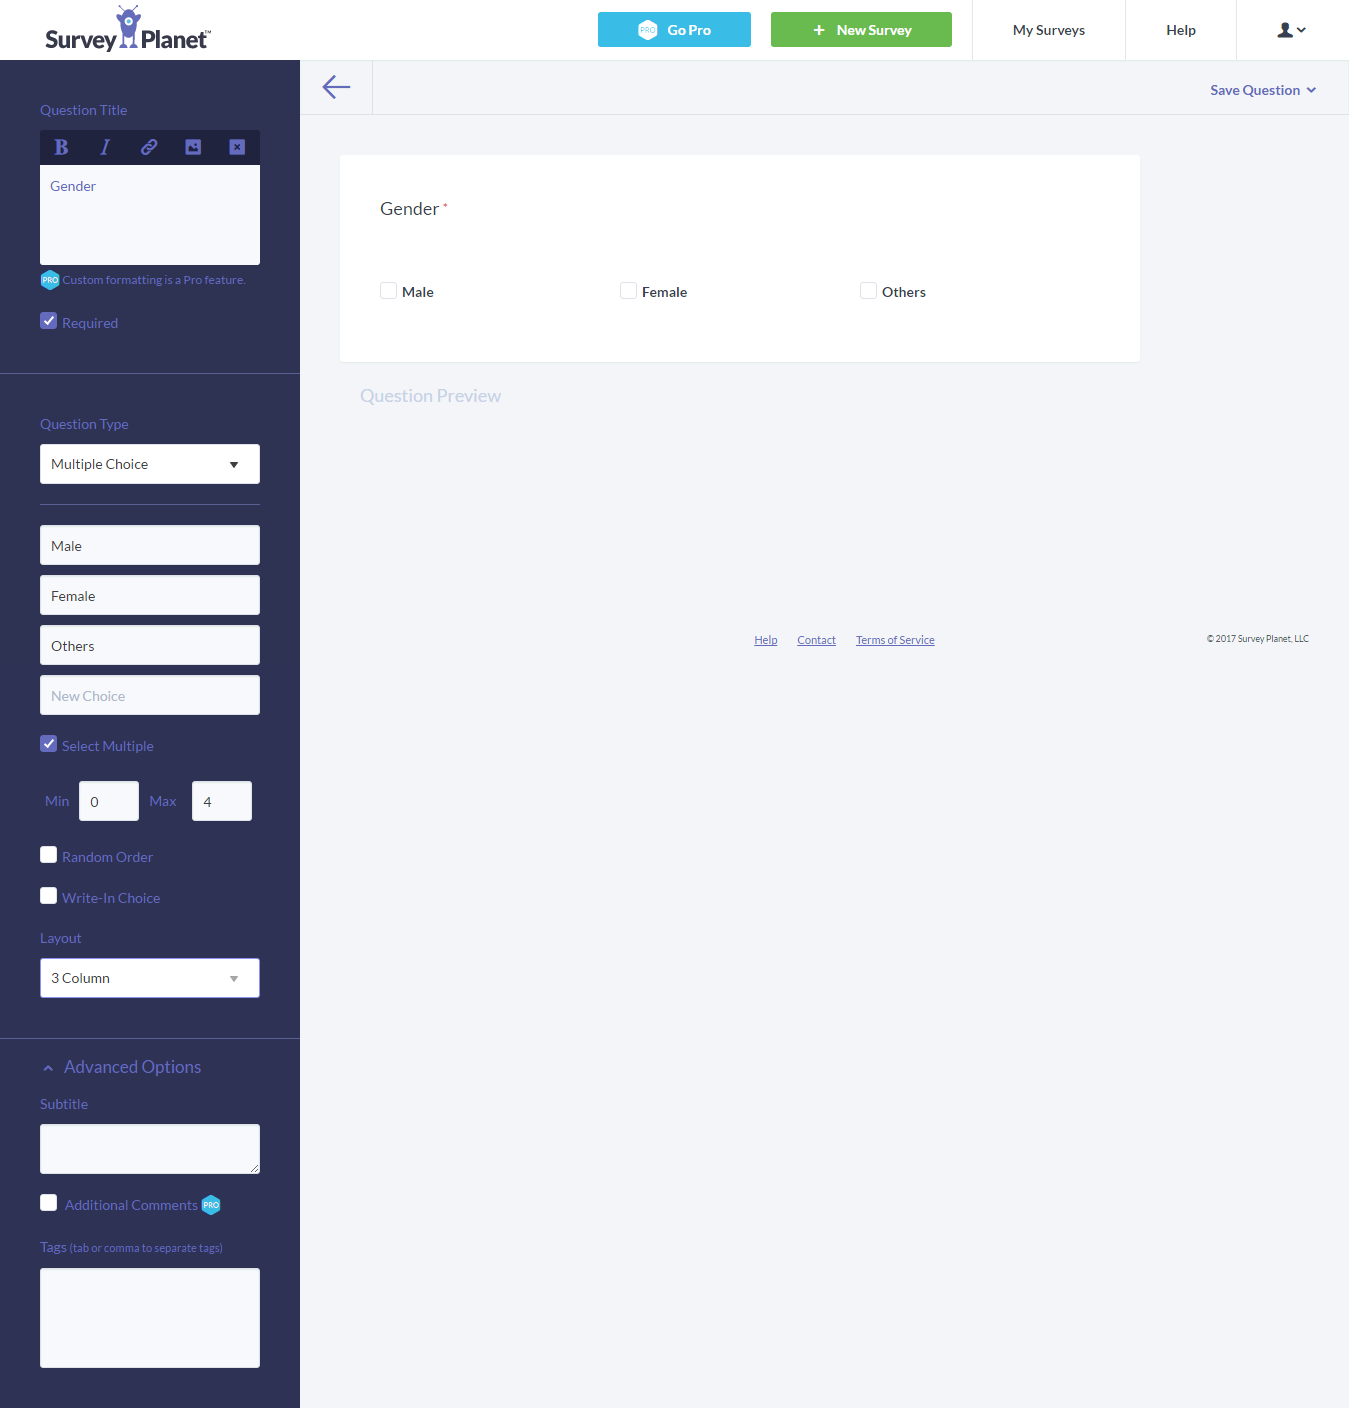 Survey Planet™
PRO Go Pro
+ New Survey
My Surveys
Help
Question Title
B I
Gender
PRO Custom formatting is a Pro feature.
Required
Question Type
Multiple Choice
Male
Female
Others
New Choice
Select Multiple
Min 0 Max 4
Random Order
Write-In Choice
Layout
3 Column
Advanced Options
Subtitle
Additional Comments PRO
Tags (tab or comma to separate tags)
Save Question
Gender *
Male Female Others
Question Preview
Help Contact Terms of Service
© 2017 Survey Planet, LLC